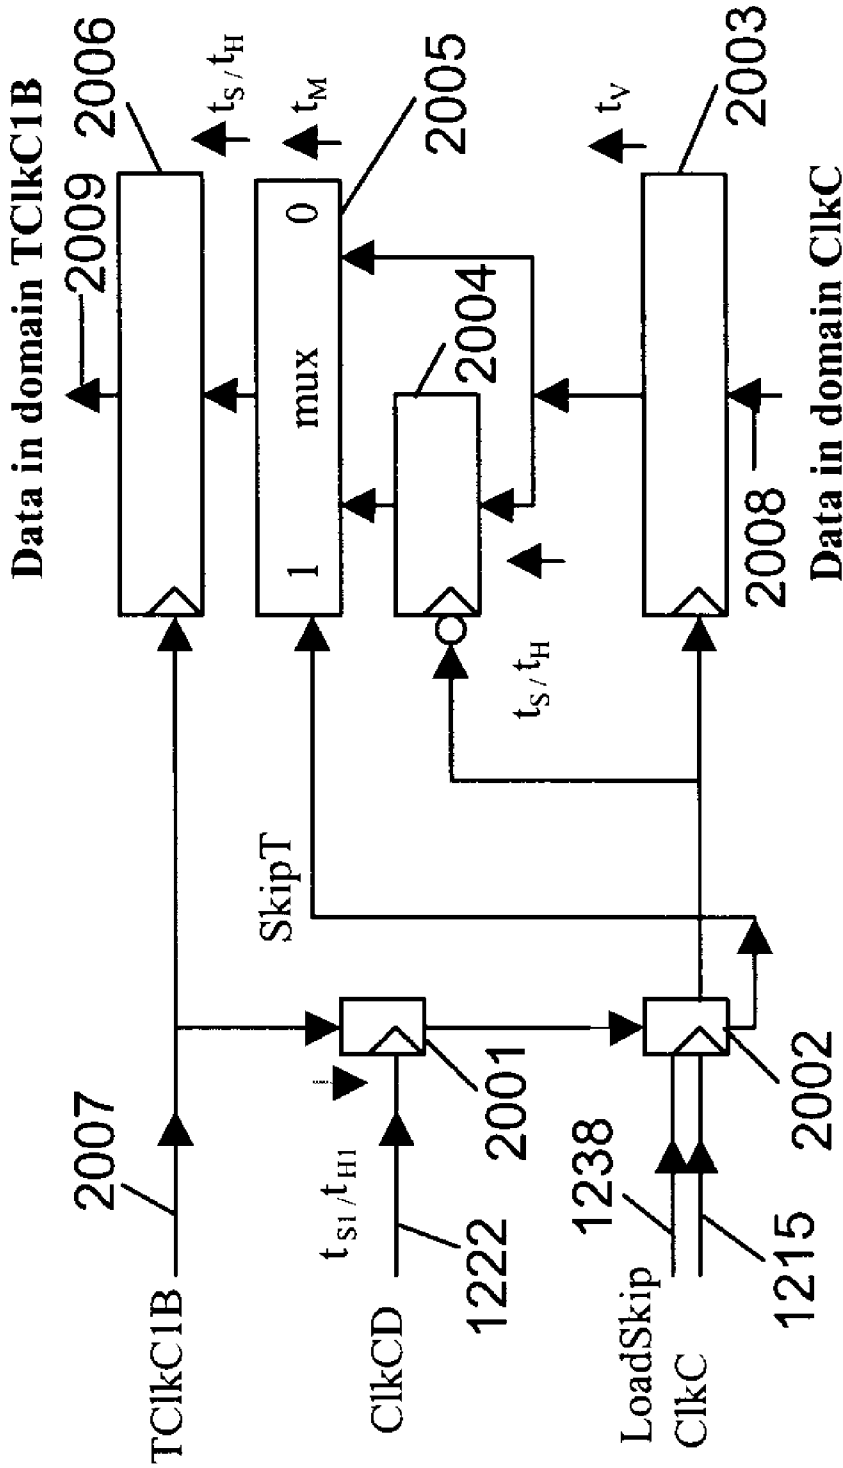 Data in domain TClkC1B
2009
2006
tS/tH
TClkC1B
2007
SkipT
1
mux
0
tM
2005
2004
tS1/tH1
2001
ClkCD
1222
tS/tH
tV
2003
LoadSkip
1238
ClkC
1215
2002
2008
Data in domain ClkC